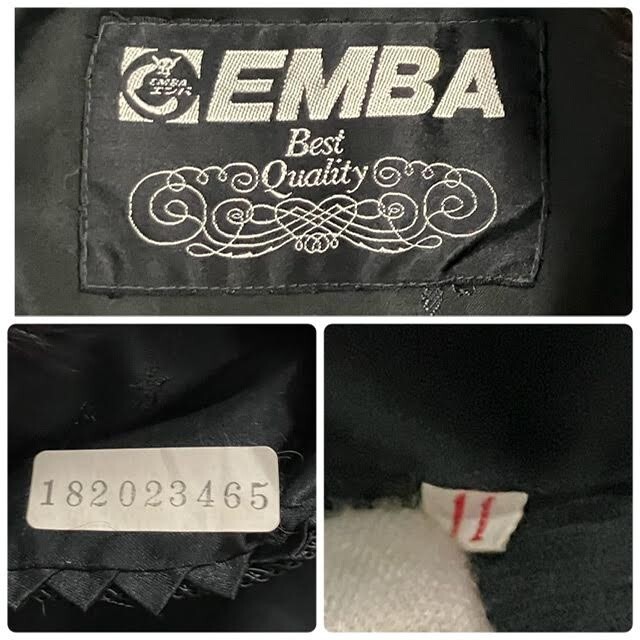 EMBA
エンバ
EMBA
Best
Quality
182023465
11